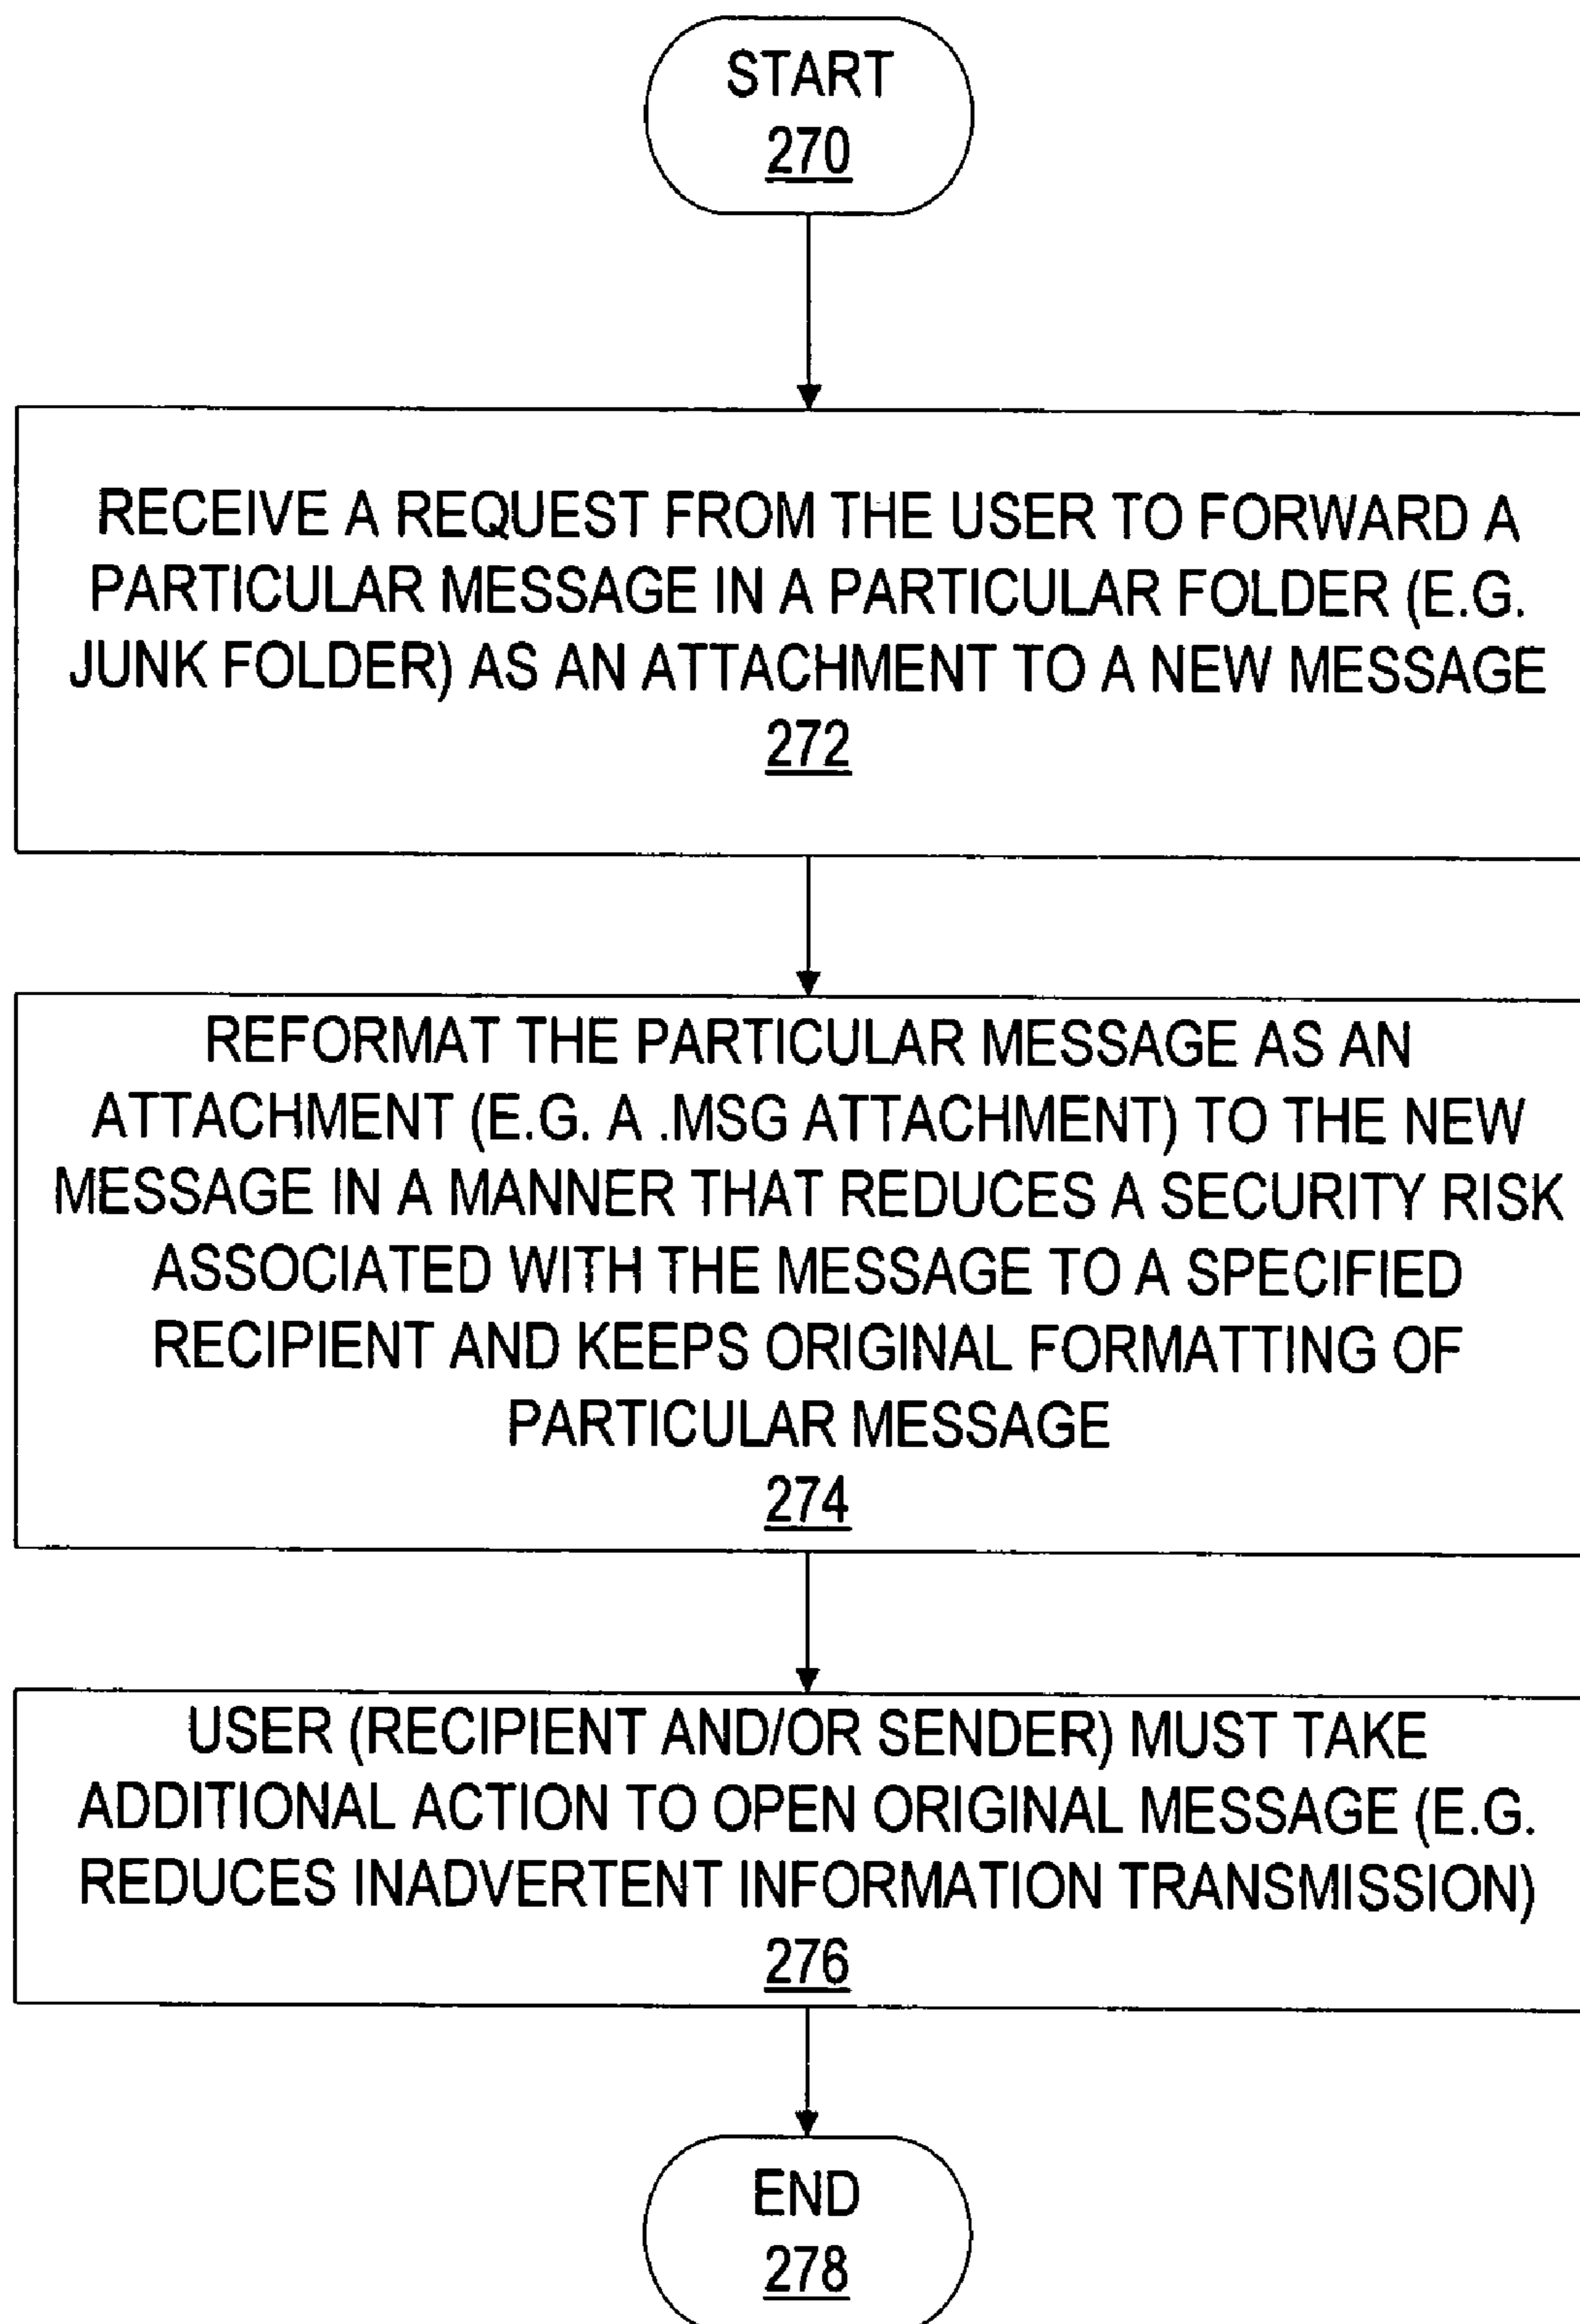 START
270
RECEIVE A REQUEST FROM THE USER TO FORWARD A
PARTICULAR MESSAGE IN A PARTICULAR FOLDER (E.G.
JUNK FOLDER) AS AN ATTACHMENT TO A NEW MESSAGE
272
REFORMAT THE PARTICULAR MESSAGE AS AN
ATTACHMENT (E.G. A .MSG ATTACHMENT) TO THE NEW
MESSAGE IN A MANNER THAT REDUCES A SECURITY RISK
ASSOCIATED WITH THE MESSAGE TO A SPECIFIED
RECIPIENT AND KEEPS ORIGINAL FORMATTING OF
PARTICULAR MESSAGE
274
USER (RECIPIENT AND/OR SENDER) MUST TAKE
ADDITIONAL ACTION TO OPEN ORIGINAL MESSAGE (E.G.
REDUCES INADVERTENT INFORMATION TRANSMISSION)
276
END
278